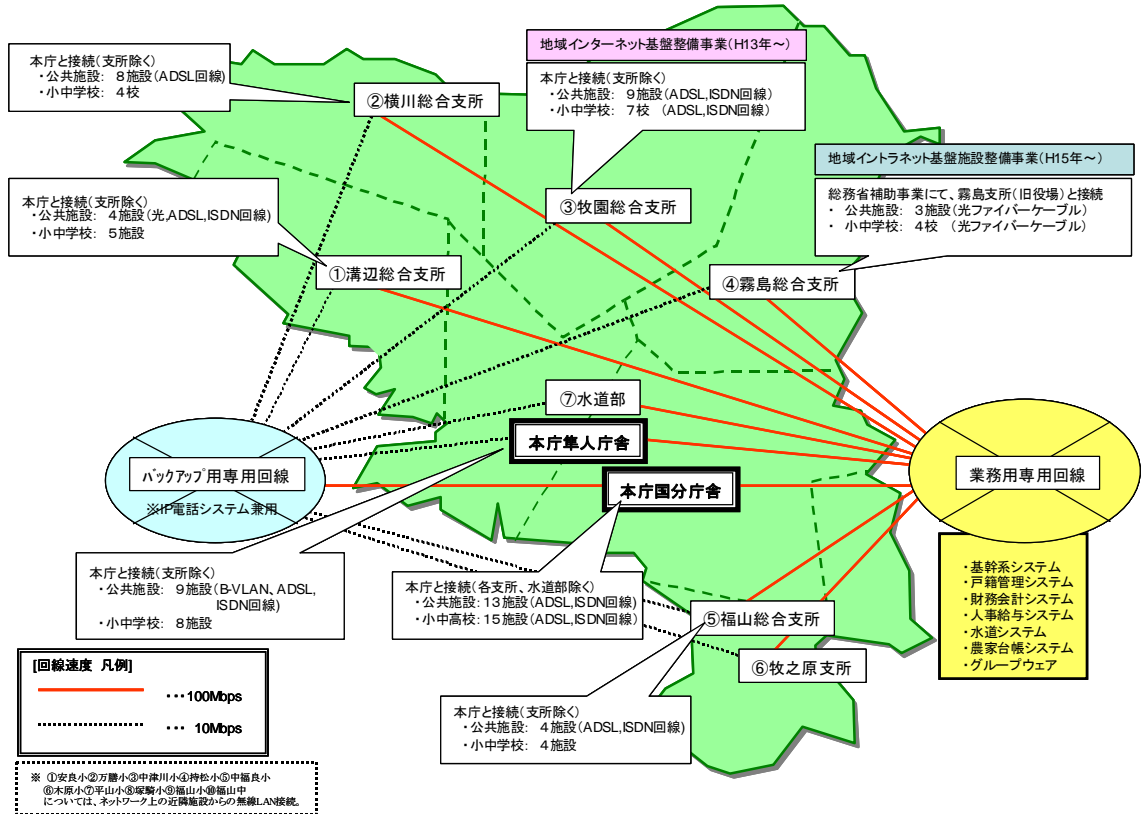 本庁と接続(支所除く)
・公共施設: 8施設(ADSL回線)
・小中学校: 4校
②横川総合支所
地域インターネット基盤整備事業(H13年~)
本庁と接続(支所除く)
・公共施設: 9施設(ADSL,ISDN回線)
・小中学校: 7校 (ADSL,ISDN回線)
地域イントラネット基盤施設整備事業(H15年~)
総務省補助事業にて、霧島支所(旧役場)と接続
・ 公共施設: 3施設(光ファイバーケーブル)
・ 小中学校: 4校 (光ファイバーケーブル)
本庁と接続(支所除く)
・公共施設: 4施設(光,ADSL,ISDN回線)
・小中学校: 5施設
③牧園総合支所
①溝辺総合支所
④霧島総合支所
⑦水道部
本庁隼人庁舎
本庁国分庁舎
バックアップ用専用回線
※IP電話システム兼用
業務用専用回線
・基幹系システム
・戸籍管理システム
・財務会計システム
・人事給与システム
・水道システム
・農家台帳システム
・グループウェア
本庁と接続(支所除く)
・公共施設: 9施設(B-VLAN、ADSL,
ISDN回線)
・小中学校: 8施設
本庁と接続(各支所、水道部除く)
・公共施設:13施設(ADSL,ISDN回線)
・小中高校:15施設(ADSL,ISDN回線)
⑤福山総合支所
⑥牧之原支所
本庁と接続(支所除く)
・公共施設: 4施設(ADSL,ISDN回線)
・小中学校: 4施設
[回線速度 凡例]
・・・100Mbps
・・・ 10Mbps
※ ①安良小②万膳小③中津川小④持松小⑤中福良小
⑥木原小⑦平山小⑧塚騎小⑨福山小⑩福山中
については、ネットワーク上の近隣施設からの無線LAN接続。